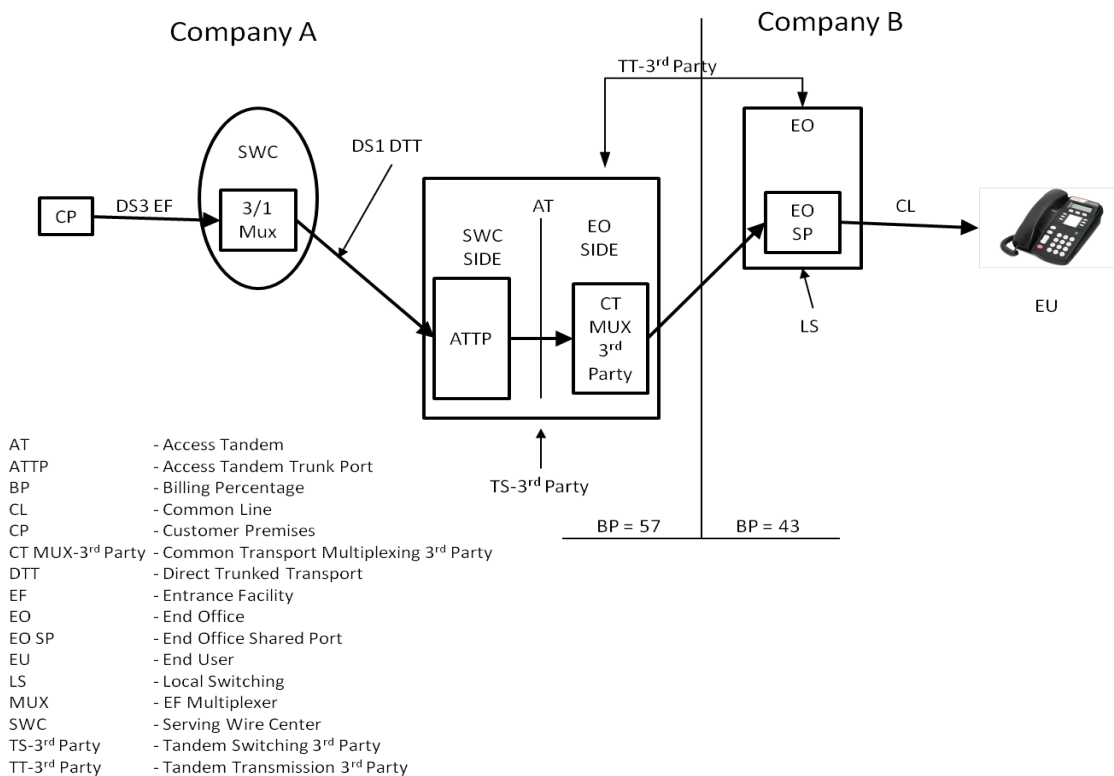 Company A
Company B
TT-3rd Party
EO
SWC
DS1 DTT
CP
DS3 EF
3/1
Mux
AT
SWC
SIDE
EO
SIDE
EO
SP
CL
ATTP
CT
MUX
3rd
Party
LS
EU
TS-3rd Party
BP = 57
BP = 43
AT - Access Tandem
ATTP - Access Tandem Trunk Port
BP - Billing Percentage
CL - Common Line
CP - Customer Premises
CT MUX-3rd Party - Common Transport Multiplexing 3rd Party
DTT - Direct Trunked Transport
EF - Entrance Facility
EO - End Office
EO SP - End Office Shared Port
EU - End User
LS - Local Switching
MUX - EF Multiplexer
SWC - Serving Wire Center
TS-3rd Party - Tandem Switching 3rd Party
TT-3rd Party - Tandem Transmission 3rd Party